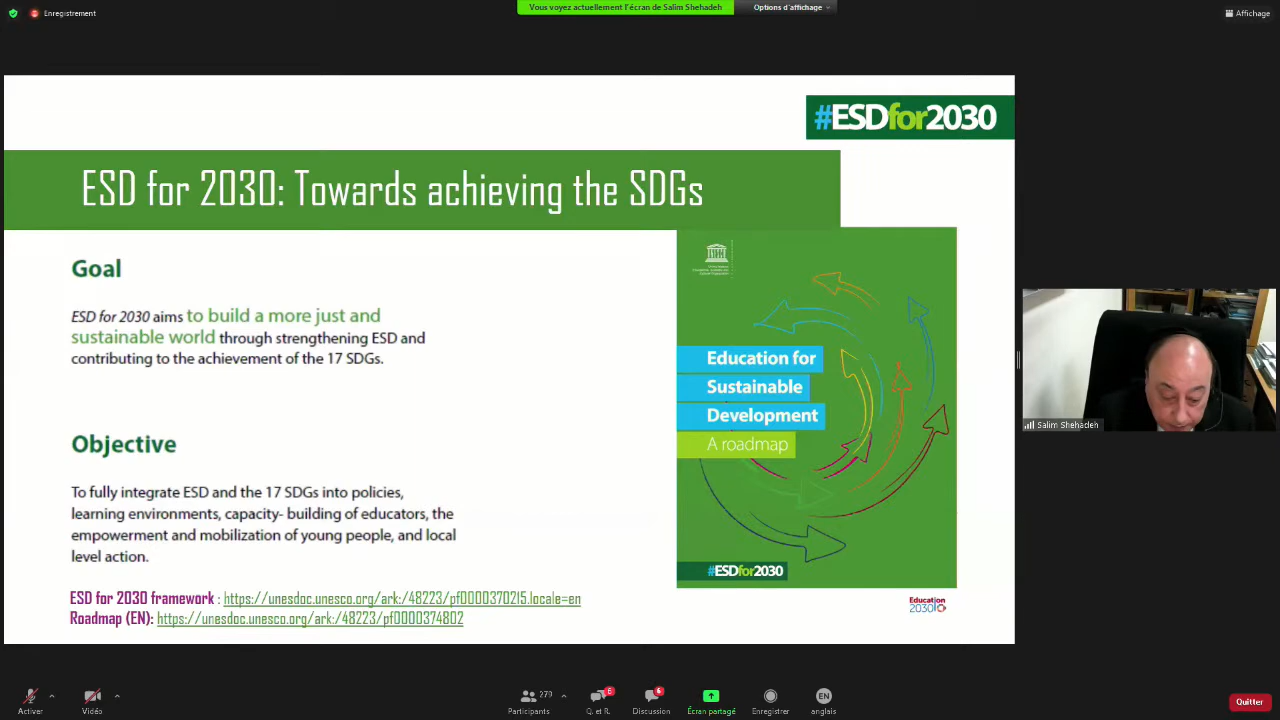 Enregistrement
Vous voyez actuellement l'écran de Salim Shehadeh
Options d'affichage
Affichage
#ESDfor2030
ESD for 2030: Towards achieving the SDGs
Goal
ESD for 2030 aims to build a more just and
sustainable world through strengthening ESD and
contributing to the achievement of the 17 SDGs.
Objective
To fully integrate ESD and the 17 SDGs into policies,
learning environments, capacity- building of educators, the
empowerment and mobilization of young people, and local
level action.
ESD for 2030 framework : https://unesdoc.unesco.org/ark:/48223/pf0000370215.locale=en
Roadmap (EN): https://unesdoc.unesco.org/ark:/48223/pf0000374802
Education for
Sustainable
Development
A roadmap
#ESDfor2030
Education
2030
Salim Shehadeh
Activer
Vidéo
279
Participants
6
Q. et R.
6
Discussion
Écran partagé
Enregistrer
EN
anglais
Quitter